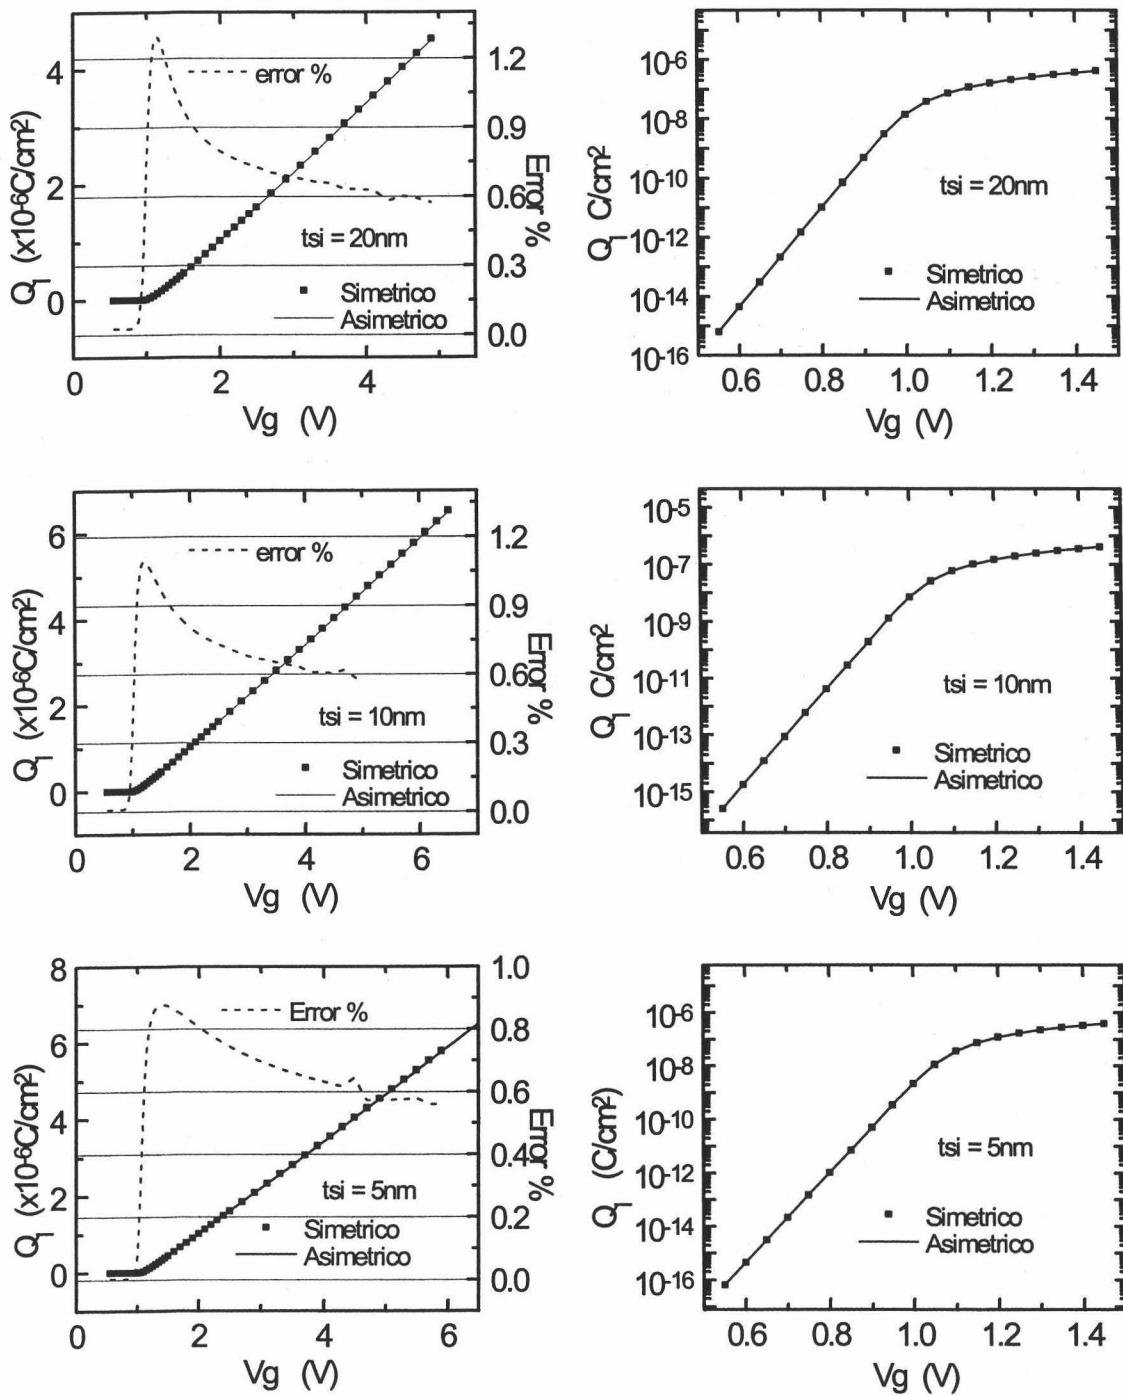 error %
4
2
0
1.2
0.9
0.6
0.3
0.0
Q_I (x10-6C/cm2)
Error %
tsi = 20nm
Simetrico
Asimetrico
0 2 4
Vg (V)
10-6
10-8
10-10
10-12
10-14
10-16
Q_I C/cm2
tsi = 20nm
Simetrico
Asimetrico
0.6 0.8 1.0 1.2 1.4
Vg (V)
error %
6
4
2
0
1.2
0.9
0.6
0.3
0.0
Q_I (x10-6C/cm2)
Error %
tsi = 10nm
Simetrico
Asimetrico
0 2 4 6
Vg (V)
10-5
10-7
10-9
10-11
10-13
10-15
Q_I C/cm2
tsi = 10nm
Simetrico
Asimetrico
0.6 0.8 1.0 1.2 1.4
Vg (V)
Error %
8
6
4
2
0
1.0
0.8
0.6
0.4
0.2
0.0
Q_I (x10-6C/cm2)
Error %
tsi = 5nm
Simetrico
Asimetrico
0 2 4 6
Vg (V)
10-6
10-8
10-10
10-12
10-14
10-16
Q_I (C/cm2)
tsi = 5nm
Simetrico
Asimetrico
0.6 0.8 1.0 1.2 1.4
Vg (V)